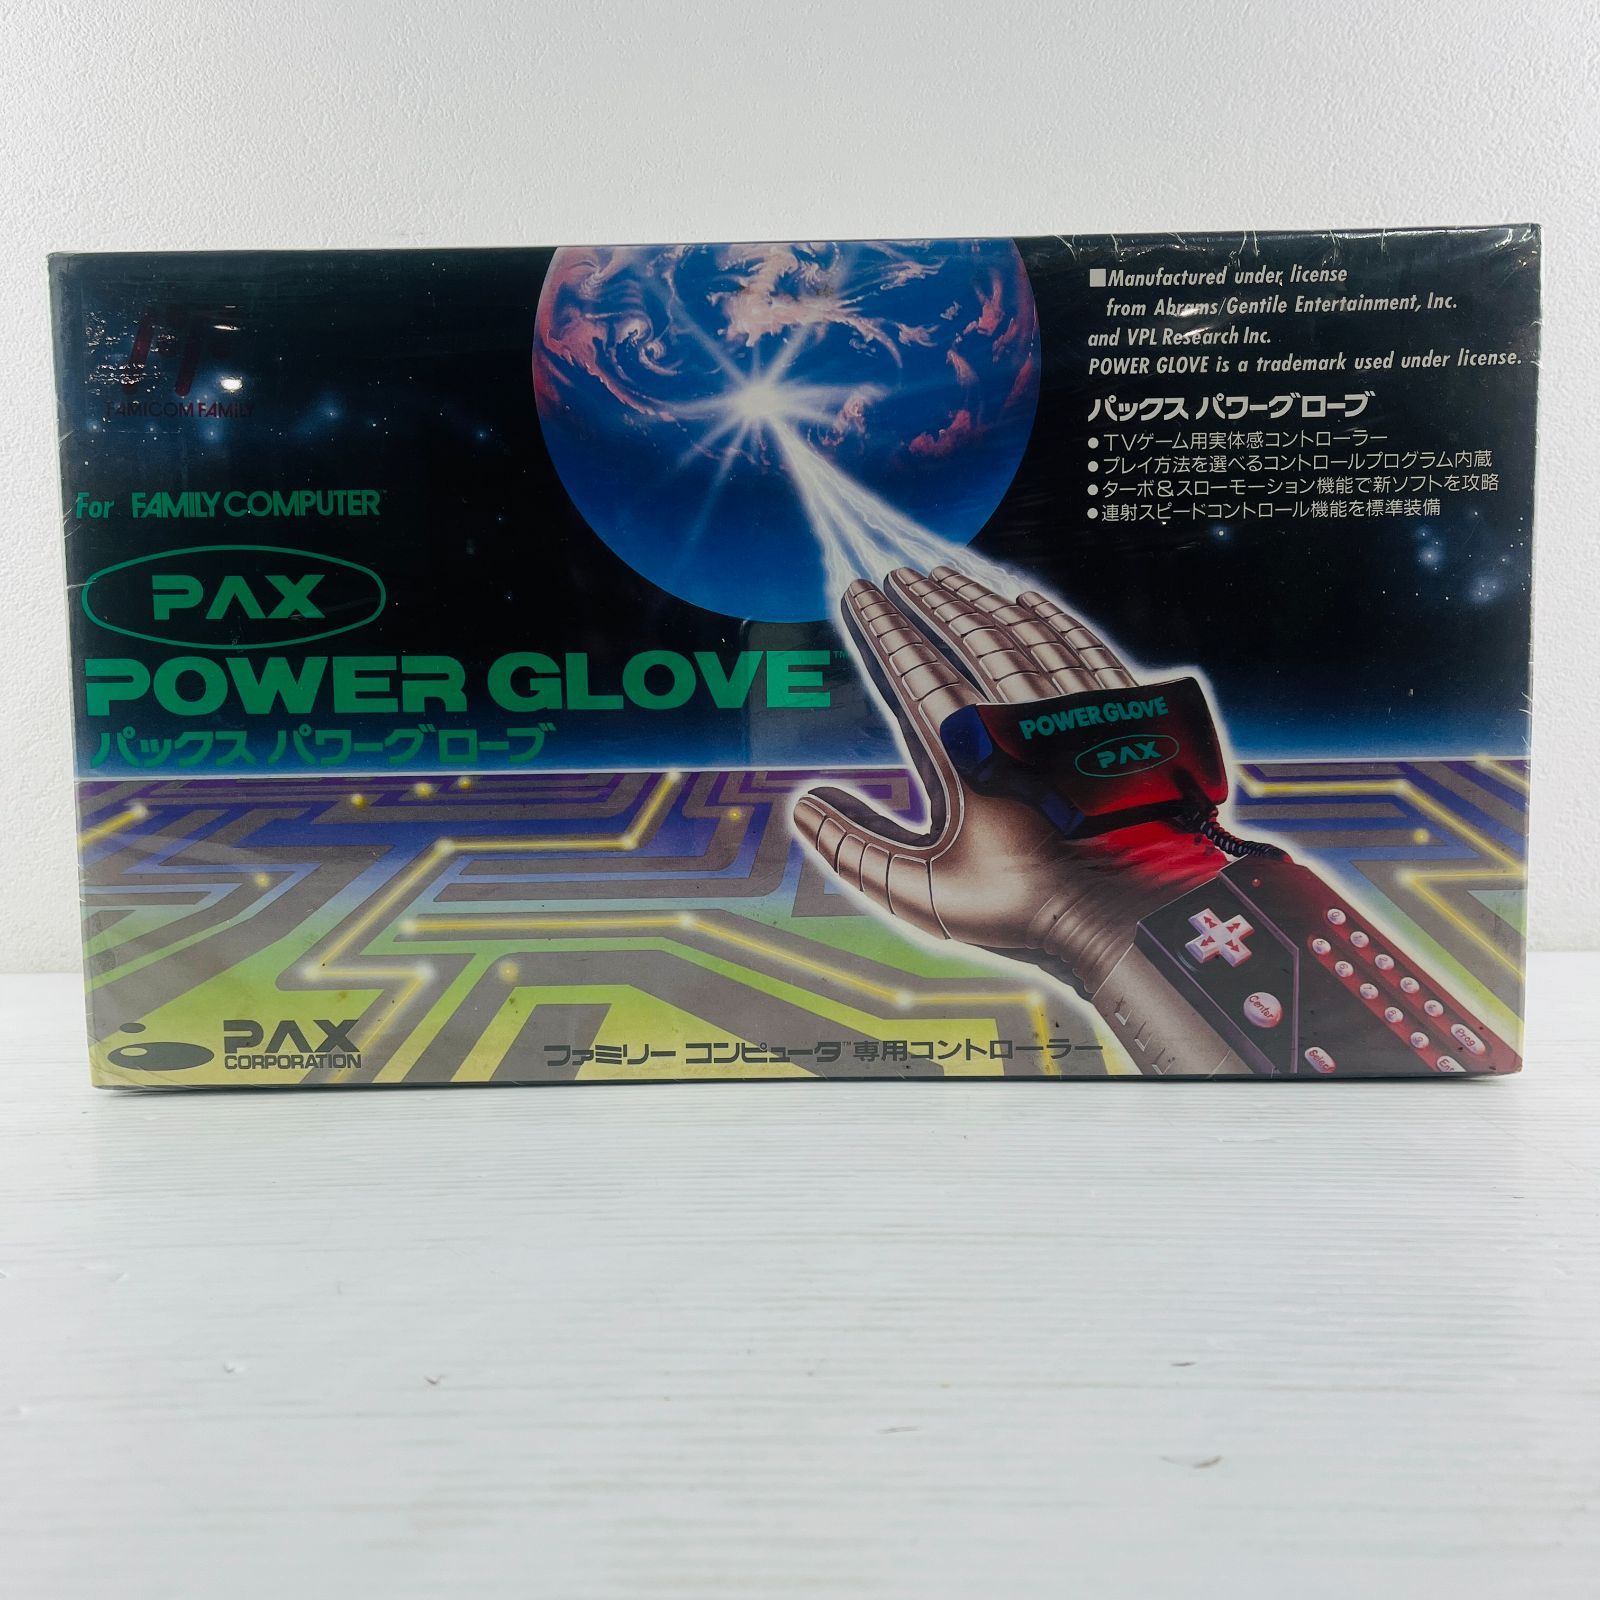 FAMICOM FAMILY
For FAMILY COMPUTER™
PAX
POWER GLOVE™
パックス パワーグローブ
■Manufactured under license
from Abrams/Gentile Entertainment, Inc.
and VPL Research Inc.
POWER GLOVE is a trademark used under license.
パックス パワーグローブ
●TVゲーム用実体感コントローラー
●プレイ方法を選べるコントロールプログラム内蔵
●ターボ&スローモーション機能で新ソフトを攻略
●連射スピードコントロール機能を標準装備
POWER GLOVE
PAX
Center
Select
Prog
PAX
CORPORATION
ファミリー コンピュータ™専用コントローラー